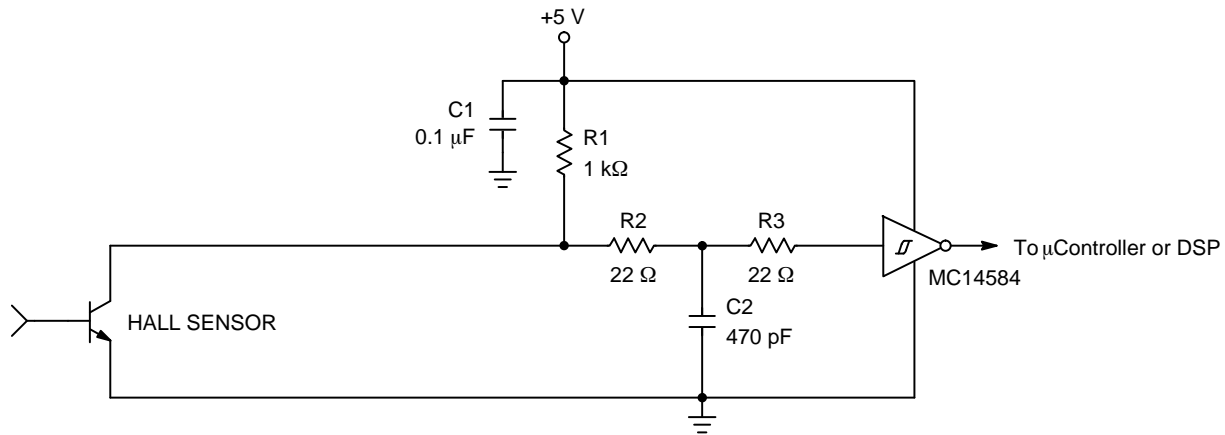 +5 V
C1
0.1 μF
R1
1 kΩ
R2
22 Ω
R3
22 Ω
To μController or DSP
MC14584
HALL SENSOR
C2
470 pF